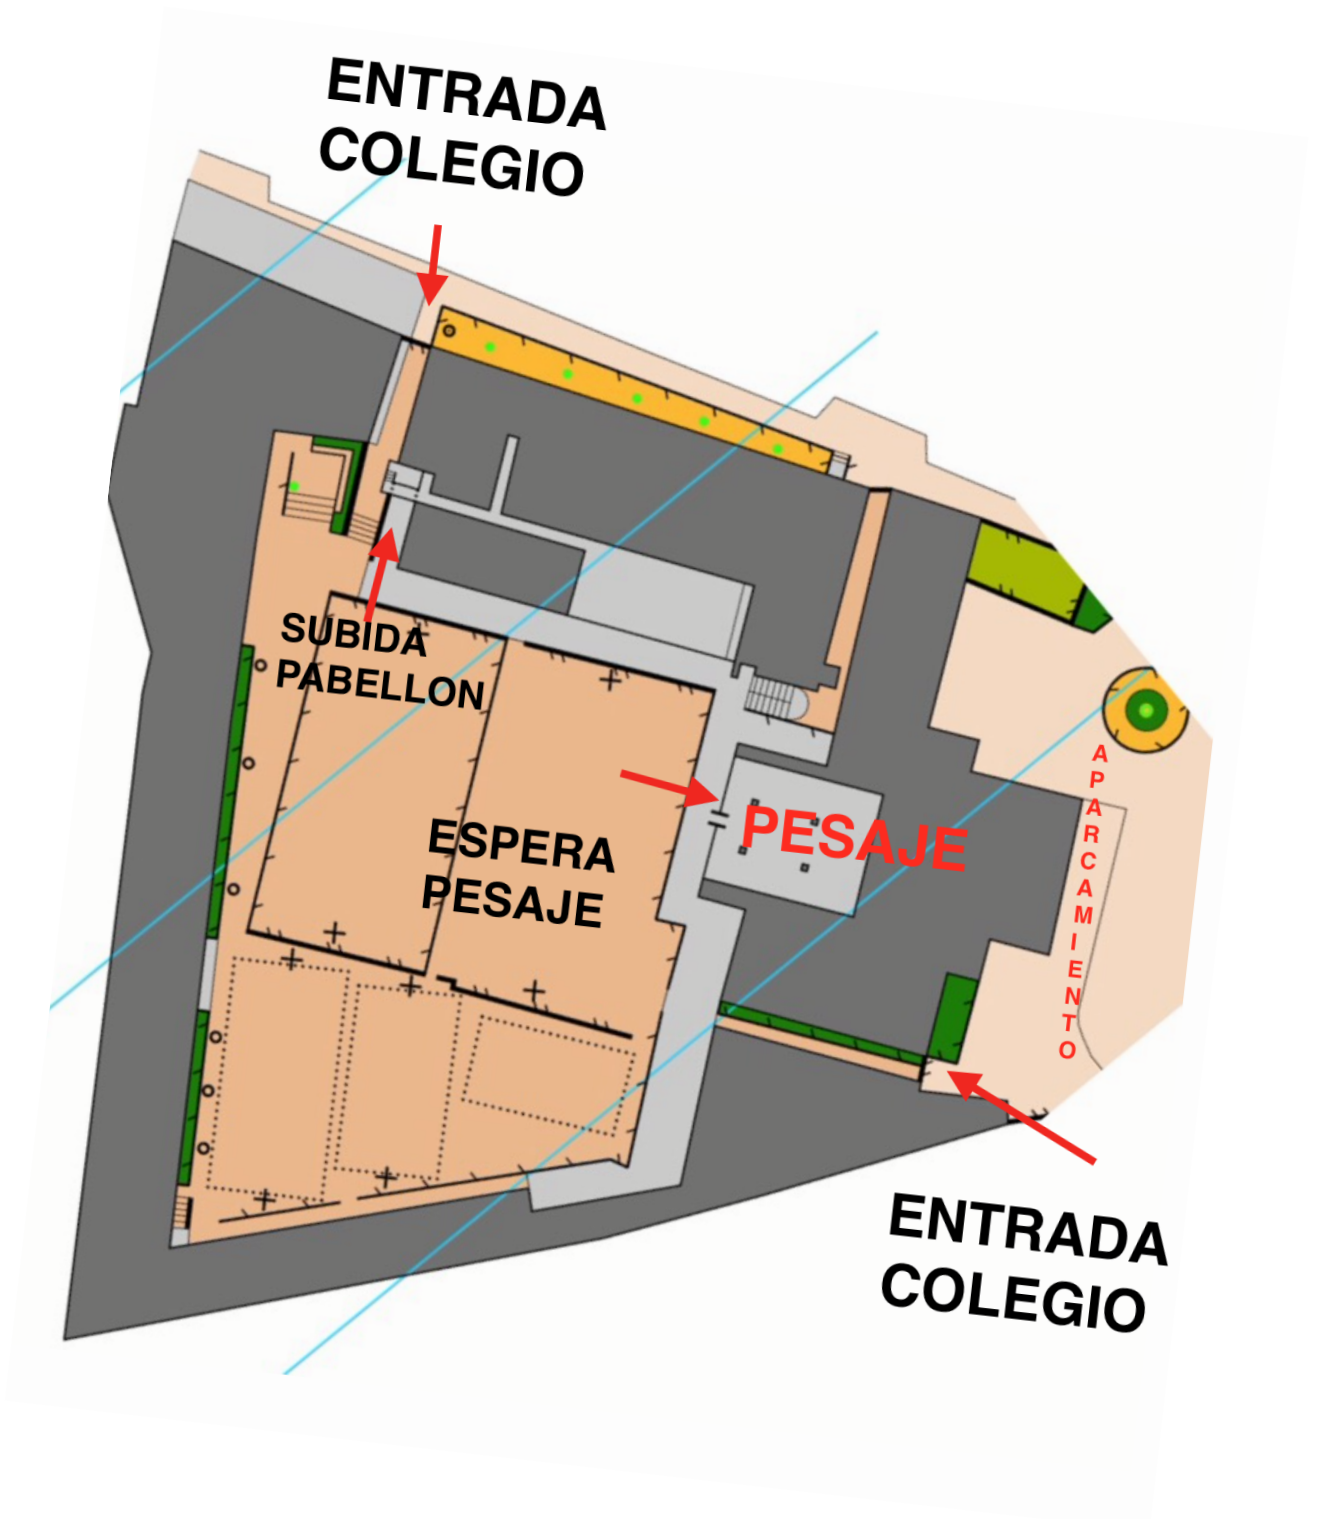 ENTRADA
COLEGIO
SUBIDA
PABELLON
ESPERA
PESAJE
PESAJE
APARCAMIENTO
ENTRADA
COLEGIO